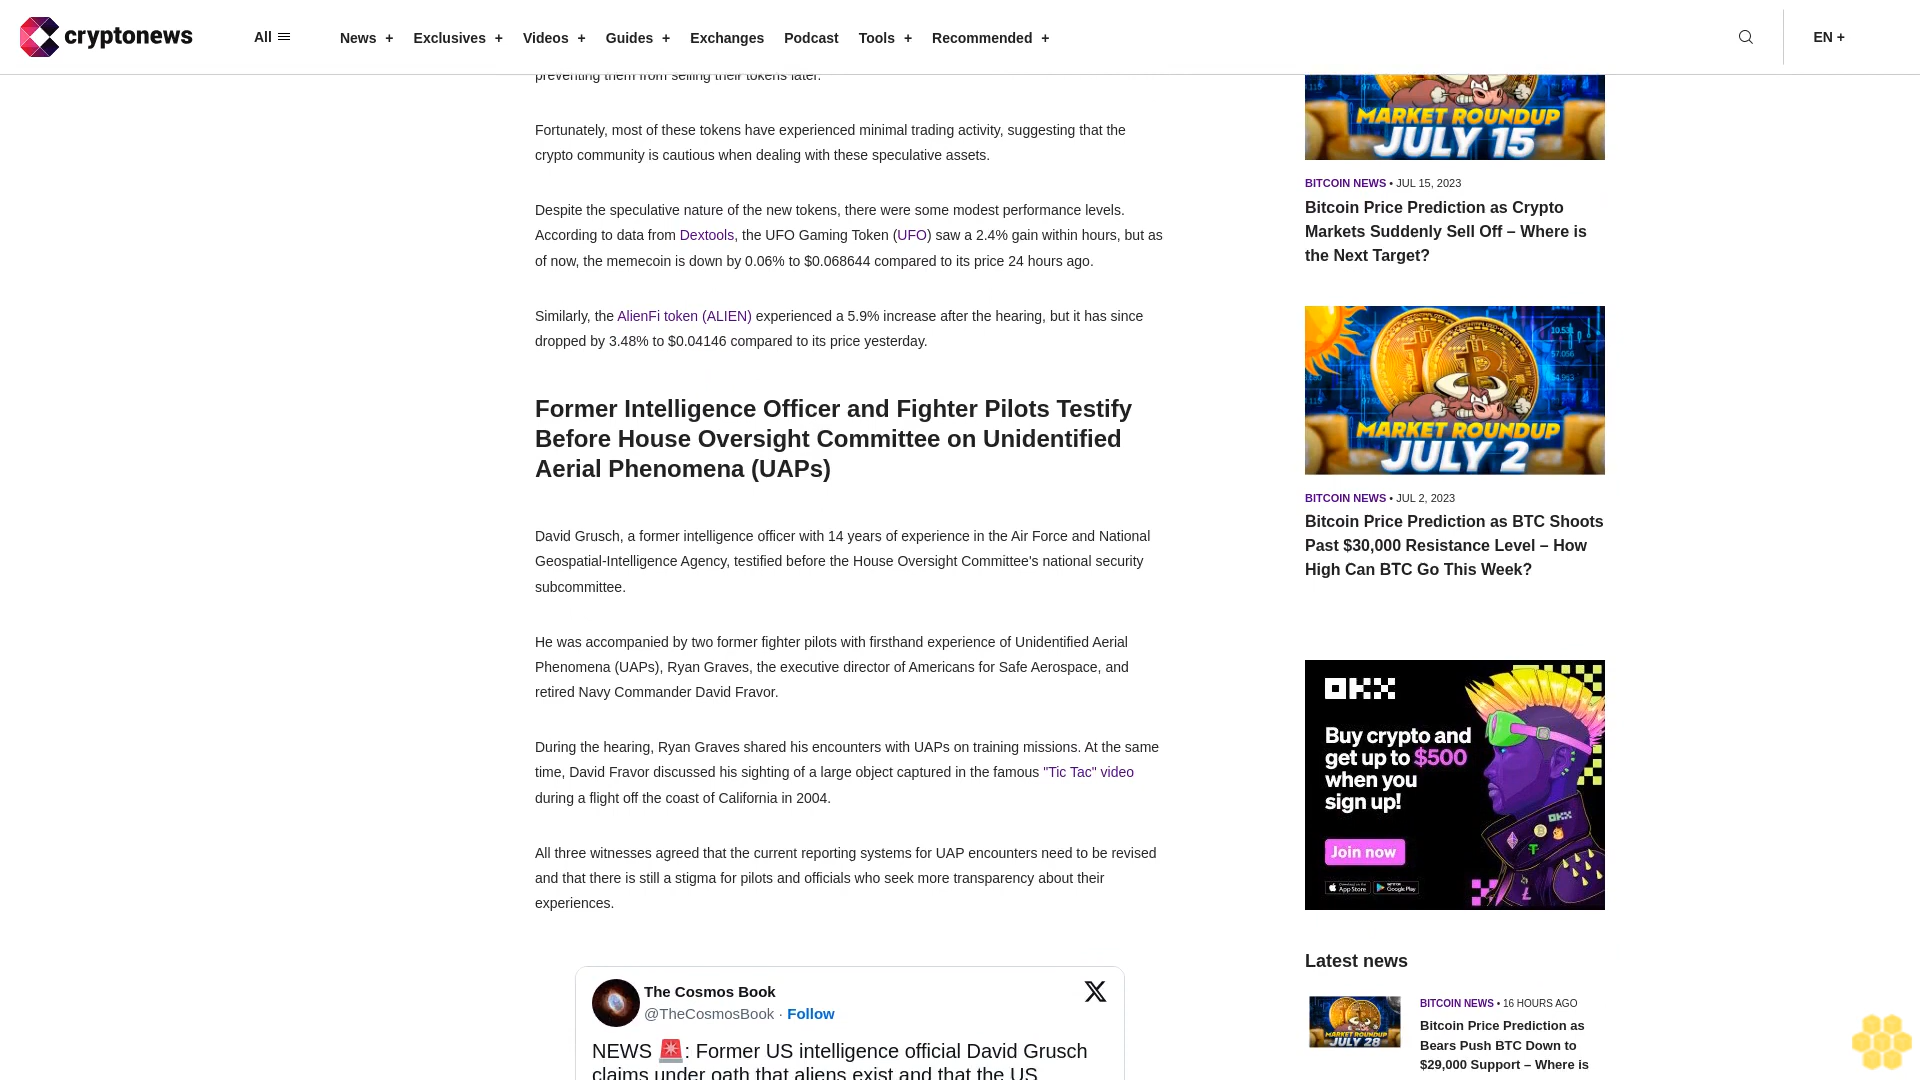 cryptonews
All
News +
Exclusives +
Videos +
Guides +
Exchanges
Podcast
Tools +
Recommended +
EN +
preventing them from selling their tokens later.
Fortunately, most of these tokens have experienced minimal trading activity, suggesting that the
crypto community is cautious when dealing with these speculative assets.
Despite the speculative nature of the new tokens, there were some modest performance levels.
According to data from Dextools, the UFO Gaming Token (UFO) saw a 2.4% gain within hours, but as
of now, the memecoin is down by 0.06% to $0.068644 compared to its price 24 hours ago.
Similarly, the AlienFi token (ALIEN) experienced a 5.9% increase after the hearing, but it has since
dropped by 3.48% to $0.04146 compared to its price yesterday.
Former Intelligence Officer and Fighter Pilots Testify
Before House Oversight Committee on Unidentified
Aerial Phenomena (UAPs)
David Grusch, a former intelligence officer with 14 years of experience in the Air Force and National
Geospatial-Intelligence Agency, testified before the House Oversight Committee's national security
subcommittee.
He was accompanied by two former fighter pilots with firsthand experience of Unidentified Aerial
Phenomena (UAPs), Ryan Graves, the executive director of Americans for Safe Aerospace, and
retired Navy Commander David Fravor.
During the hearing, Ryan Graves shared his encounters with UAPs on training missions. At the same
time, David Fravor discussed his sighting of a large object captured in the famous "Tic Tac" video
during a flight off the coast of California in 2004.
All three witnesses agreed that the current reporting systems for UAP encounters need to be revised
and that there is still a stigma for pilots and officials who seek more transparency about their
experiences.
The Cosmos Book
@TheCosmosBook · Follow
NEWS 🚨: Former US intelligence official David Grusch
claims under oath that aliens exist and that the US
MARKET ROUNDUP
JULY 15
BITCOIN NEWS • JUL 15, 2023
Bitcoin Price Prediction as Crypto
Markets Suddenly Sell Off – Where is
the Next Target?
MARKET ROUNDUP
JULY 2
BITCOIN NEWS • JUL 2, 2023
Bitcoin Price Prediction as BTC Shoots
Past $30,000 Resistance Level – How
High Can BTC Go This Week?
OKX
Buy crypto and
get up to $500
when you
sign up!
Join now
App Store
Google Play
Latest news
MARKET ROUNDUP
JULY 28
BITCOIN NEWS • 16 HOURS AGO
Bitcoin Price Prediction as
Bears Push BTC Down to
$29,000 Support – Where is